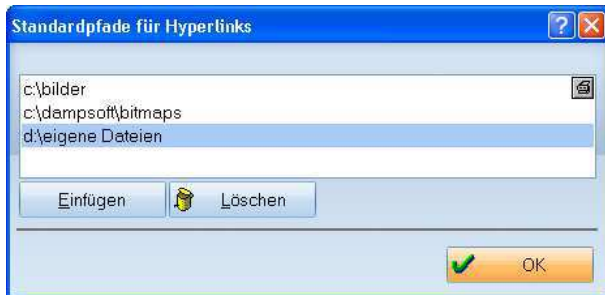 Standardpfade für Hyperlinks
c:\bilder
c:\dampsoft\bitmaps
d:\eigene Dateien
Einfügen Löschen
OK